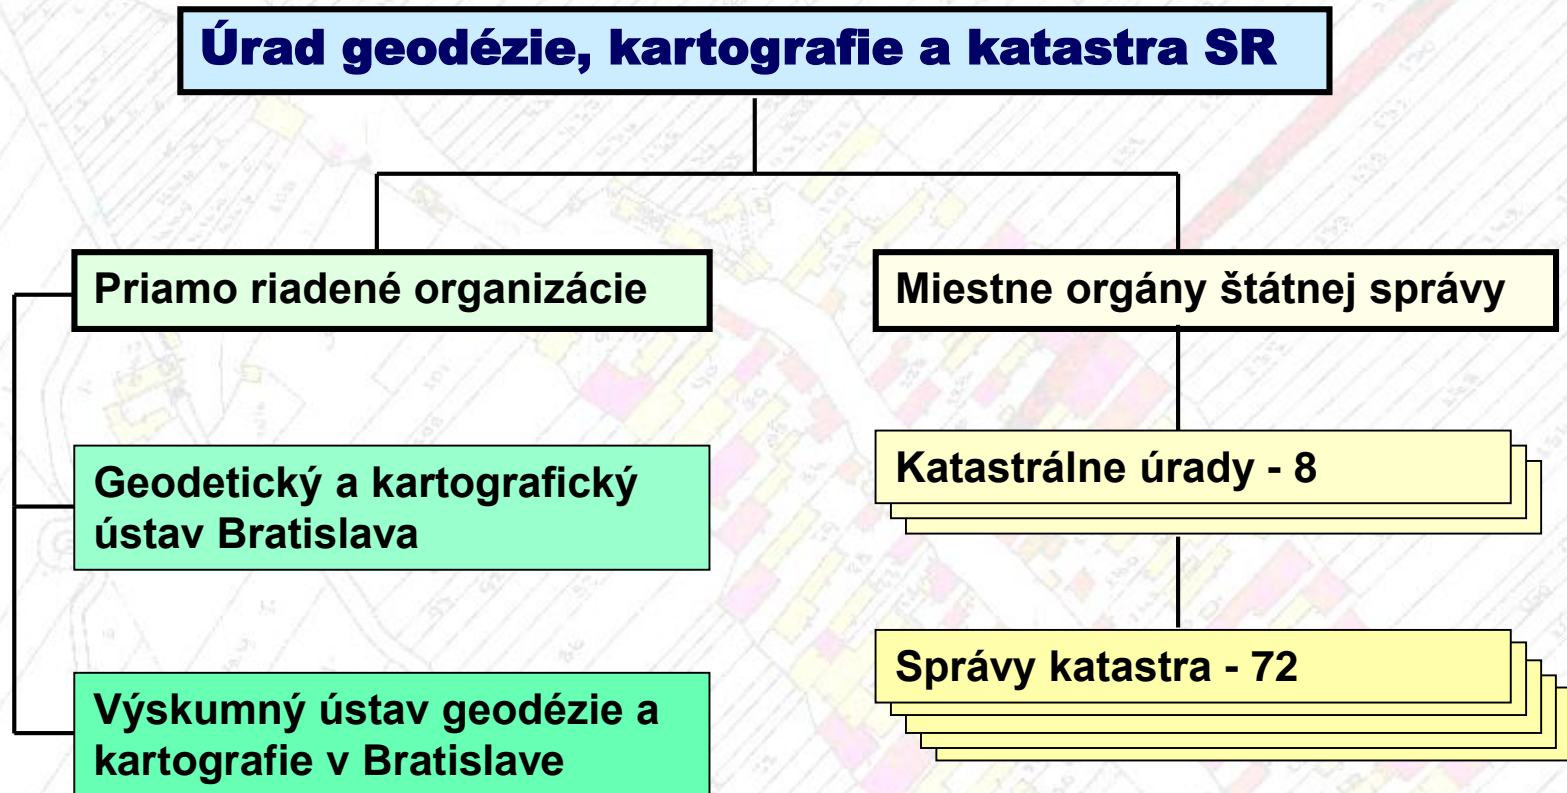 Úrad geodézie, kartografie a katastra SR
Priamo riadené organizácie
Miestne orgány štátnej správy
Geodetický a kartografický
ústav Bratislava
Katastrálne úrady - 8
Správy katastra - 72
Výskumný ústav geodézie a
kartografie v Bratislave